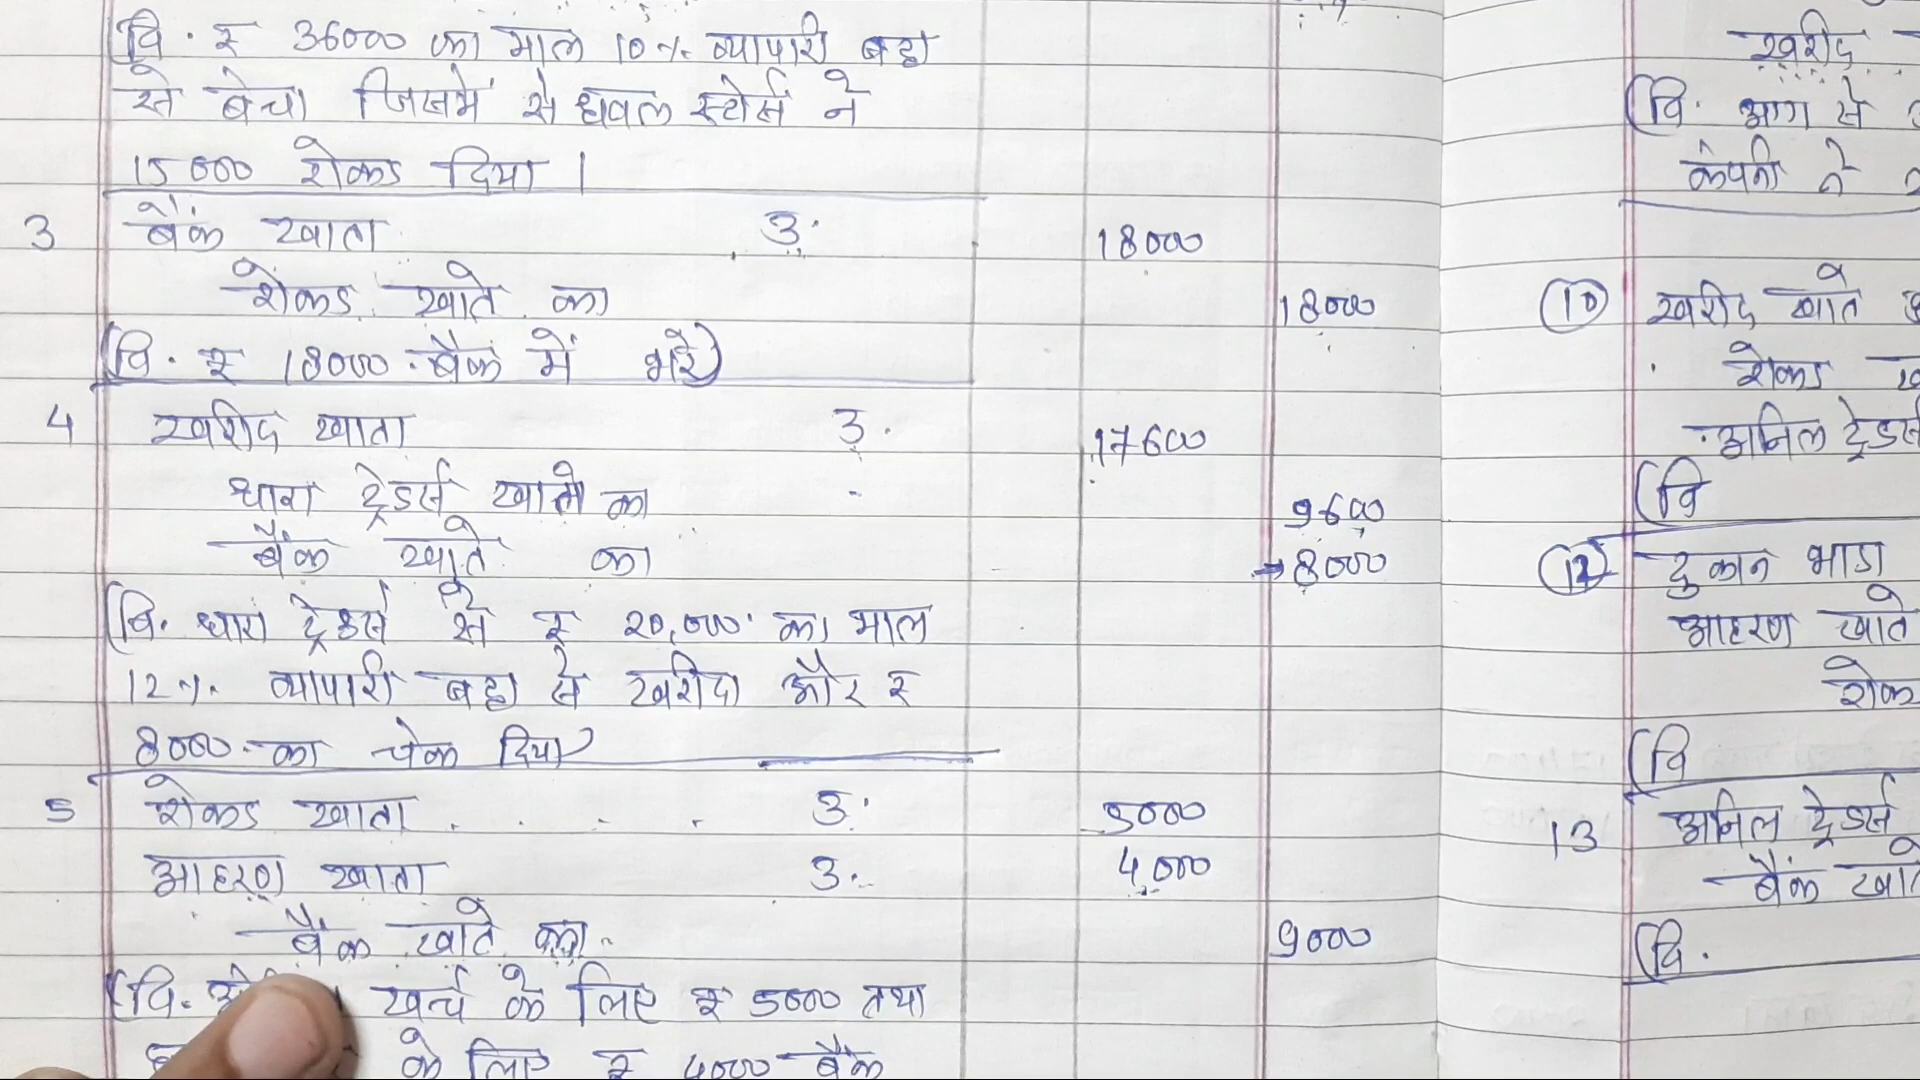 (वि. ₹ 36000 का माल 10 % व्यापारी बट्टा
से बेचा जिसमें से धवल स्टोर्स ने
15000 रोकड दिया ।
3 बैंक खाता उ. 18000
रोकड खाते का 18000
(वि. ₹ 18000 बैंक में भरे)
4 खरीद खाता उ. 17600
धारा ट्रेडर्स खाते का 9600
बैंक खाते का 8000
(वि. धारा ट्रेडर्स से ₹ 20,000 का माल
12 % व्यापारी बट्टा से खरीदा और ₹
8000 का चेक दिया)
5 रोकड खाता उ. 5000
आहरण खाता उ. 4,000
बैंक खाते का 9000
(वि. खर्च के लिए ₹ 5000 तथा
के लिए ₹ 4000 बैंक
खरीद
(वि. आग से
कंपनी ने
(10) खरीद खाते उ
रोकड
अनिल ट्रेडर्स
(वि
(12) दुकान भाडा
आहरण खाते
रोक
(वि
13 अनिल ट्रेडर्स
बैंक खाते
(वि.